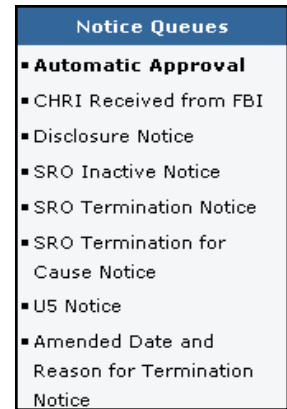 Notice Queues
Automatic Approval
CHRI Received from FBI
Disclosure Notice
SRO Inactive Notice
SRO Termination Notice
SRO Termination for
Cause Notice
U5 Notice
Amended Date and
Reason for Termination
Notice